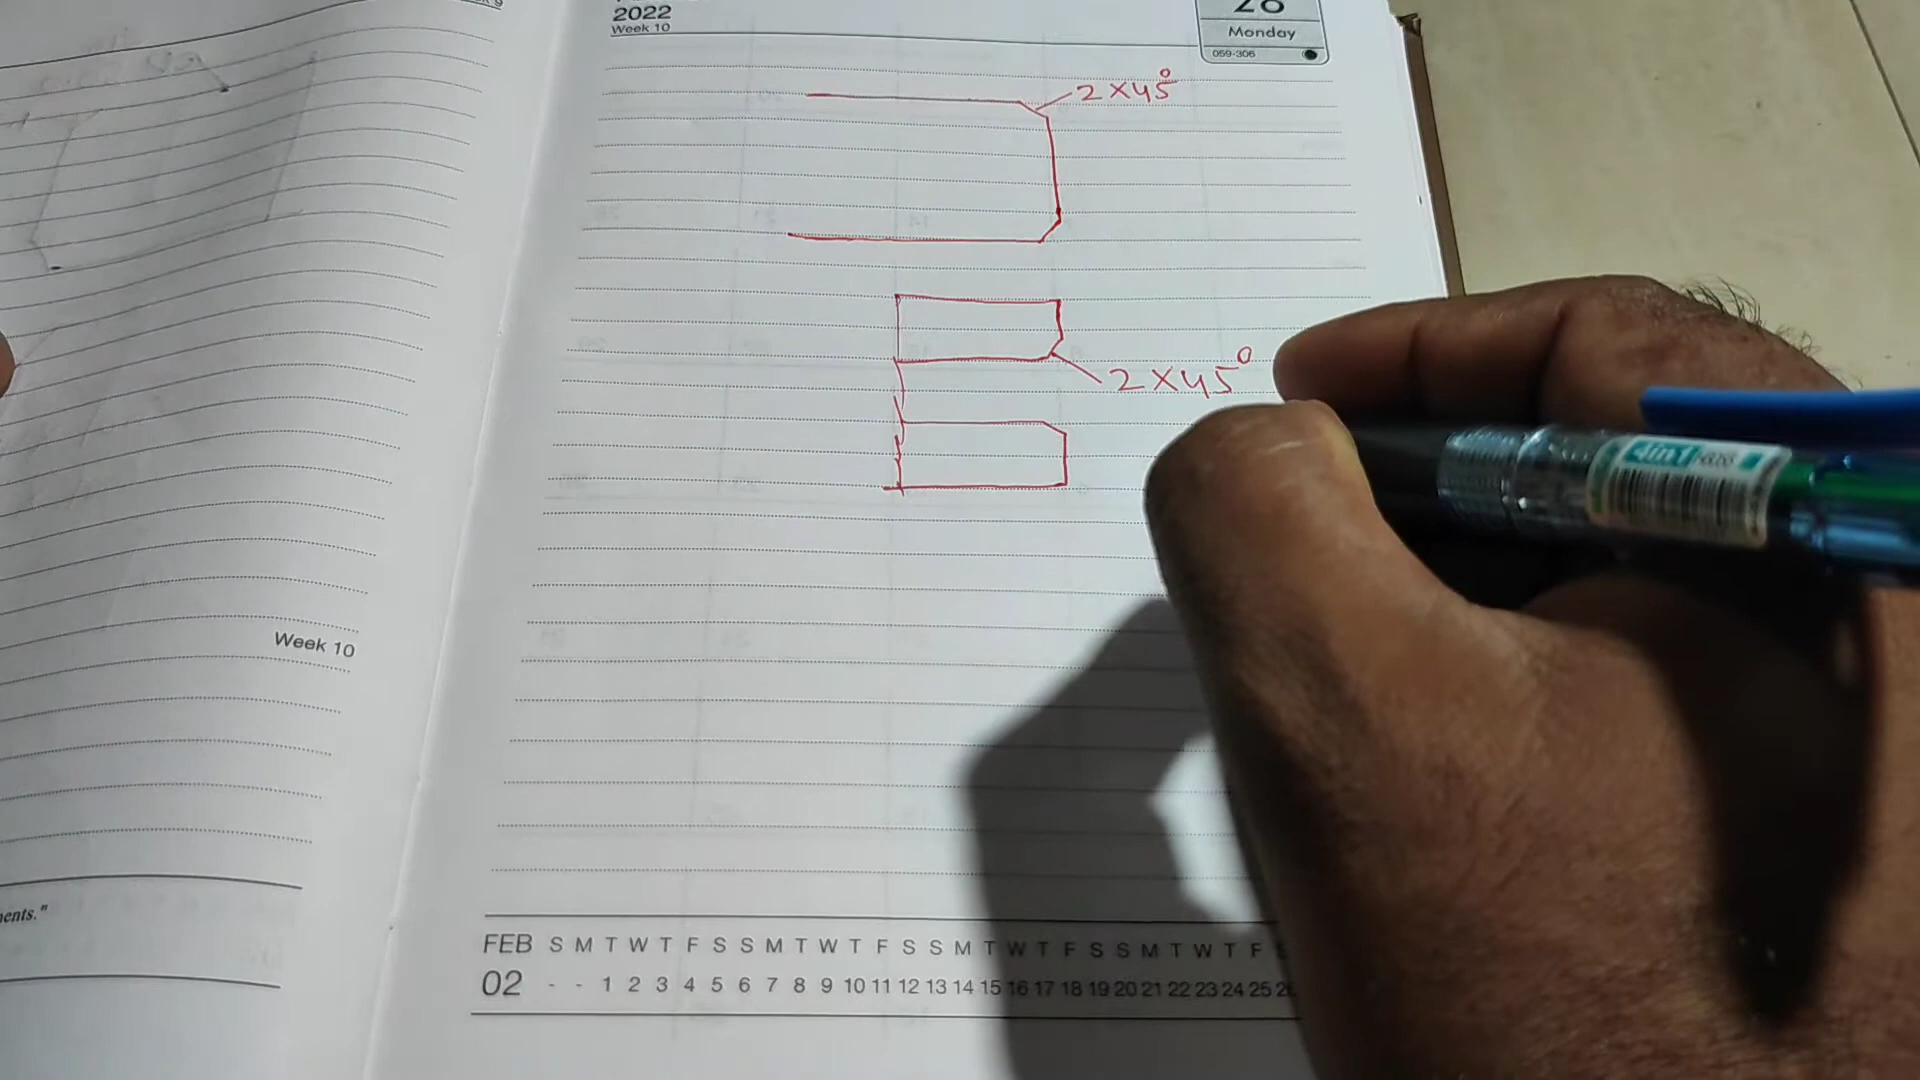 2022
Week 10
28
Monday
059-306
2 X 45°
2 X 45°
4in1
Week 10
ents."
FEB S M T W T F S S M T W T F S S M T W T F S S M T W T F
02 - - 1 2 3 4 5 6 7 8 9 10 11 12 13 14 15 16 17 18 19 20 21 22 23 24 25